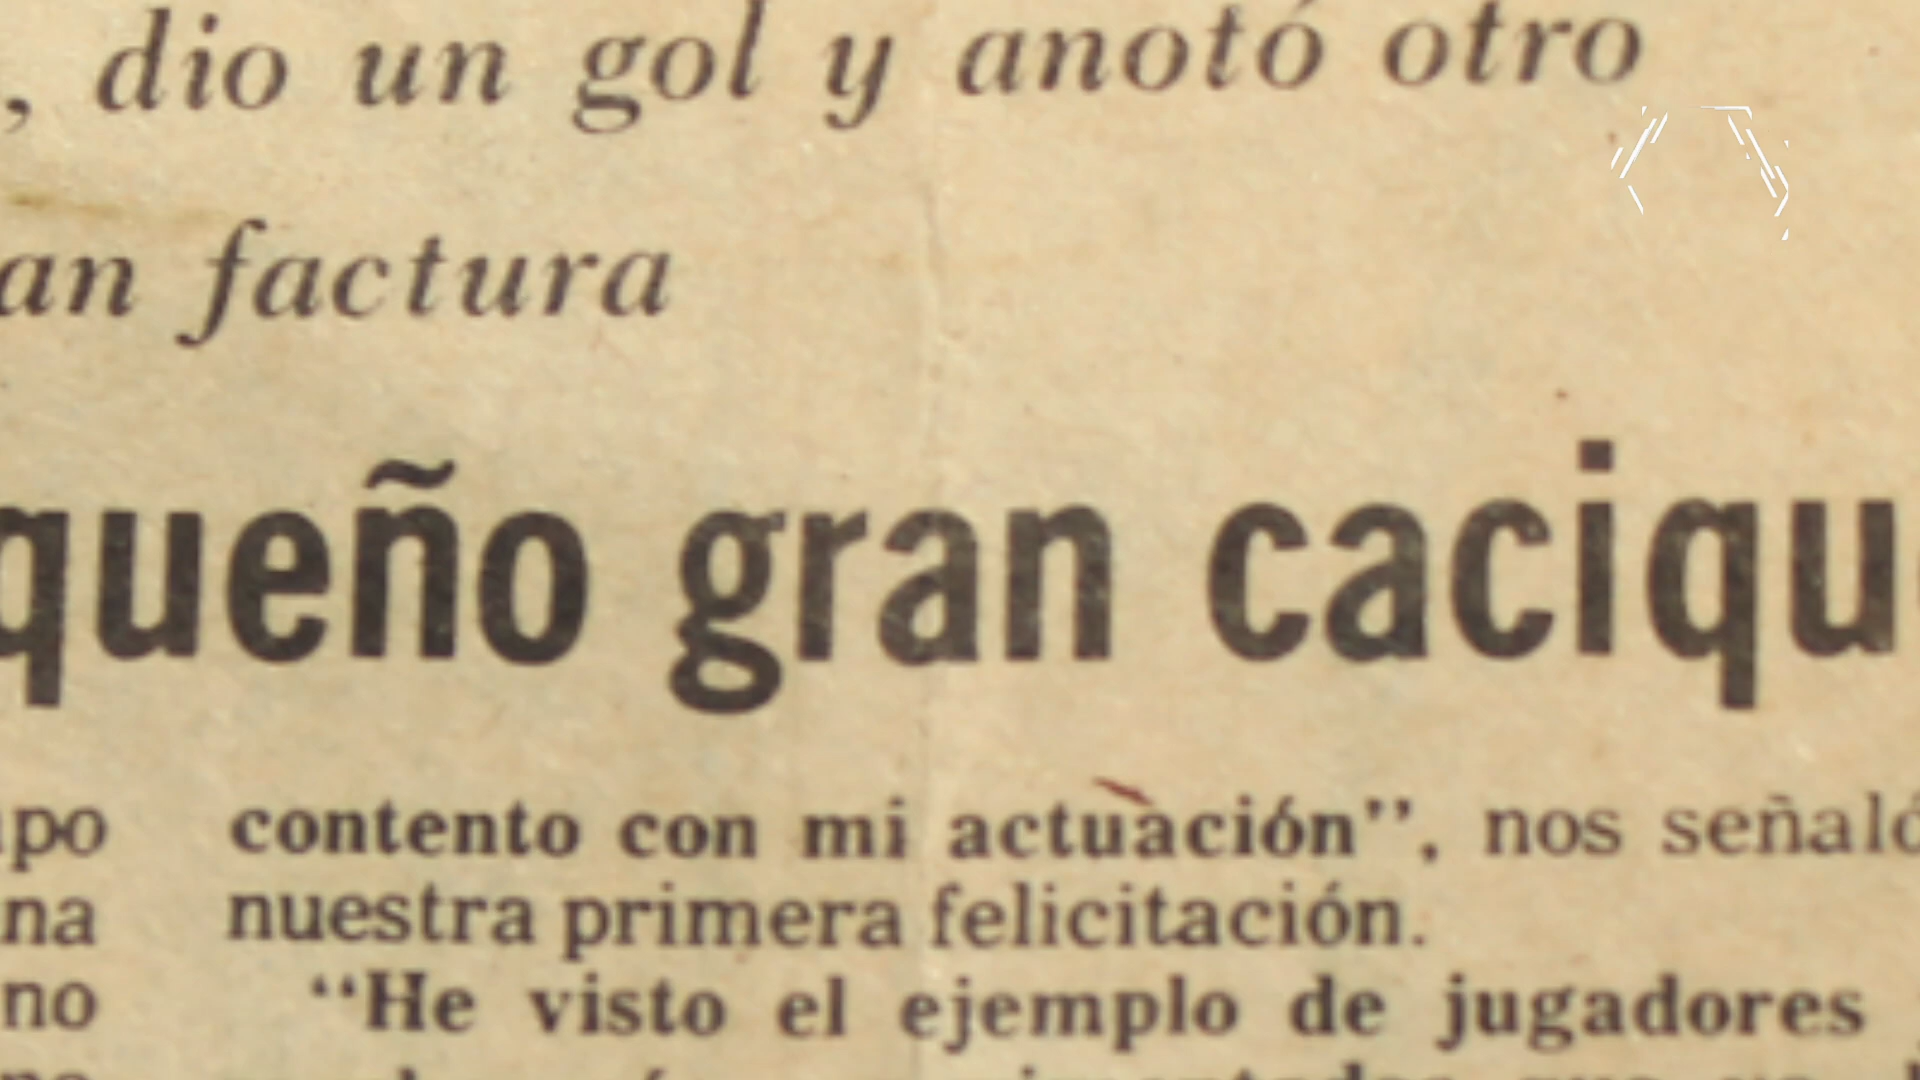 , dio un gol y anotó otro
an factura
queño gran caciqu
po
na
no
contento con mi actuación”, nos señaló
nuestra primera felicitación.
“He visto el ejemplo de jugadores